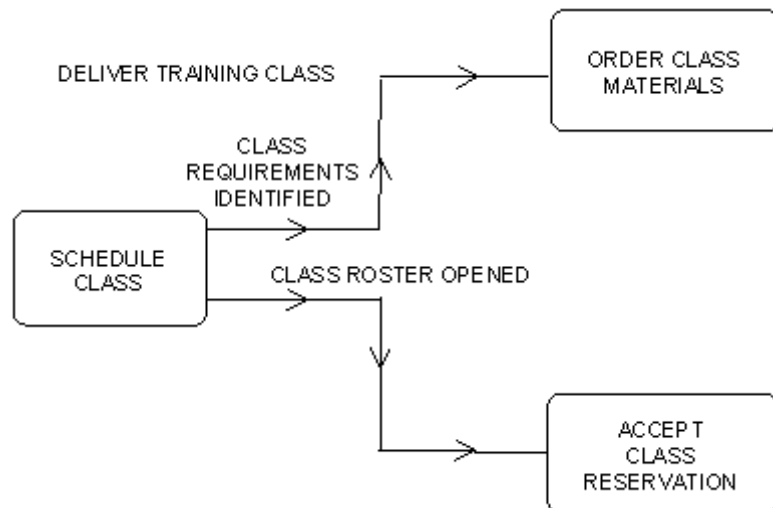 DELIVER TRAINING CLASS
ORDER CLASS
MATERIALS
CLASS
REQUIREMENTS
IDENTIFIED
SCHEDULE
CLASS
CLASS ROSTER OPENED
ACCEPT
CLASS
RESERVATION